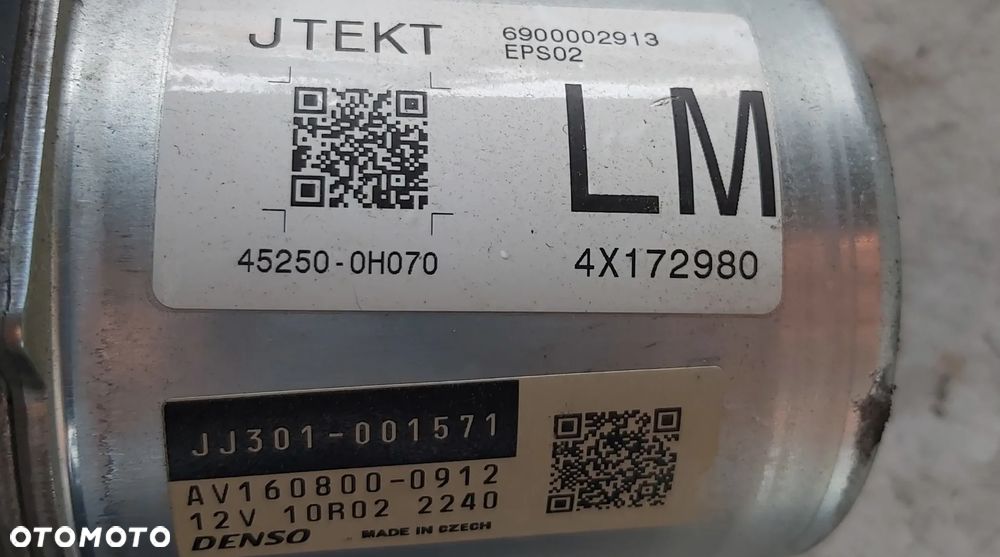 JTEKT
6900002913
EPS02
LM
45250-0H070
4X172980
JJ301-001571
AV160800-0912
12V 10R02 2240
DENSO MADE IN CZECH
OTOMOTO